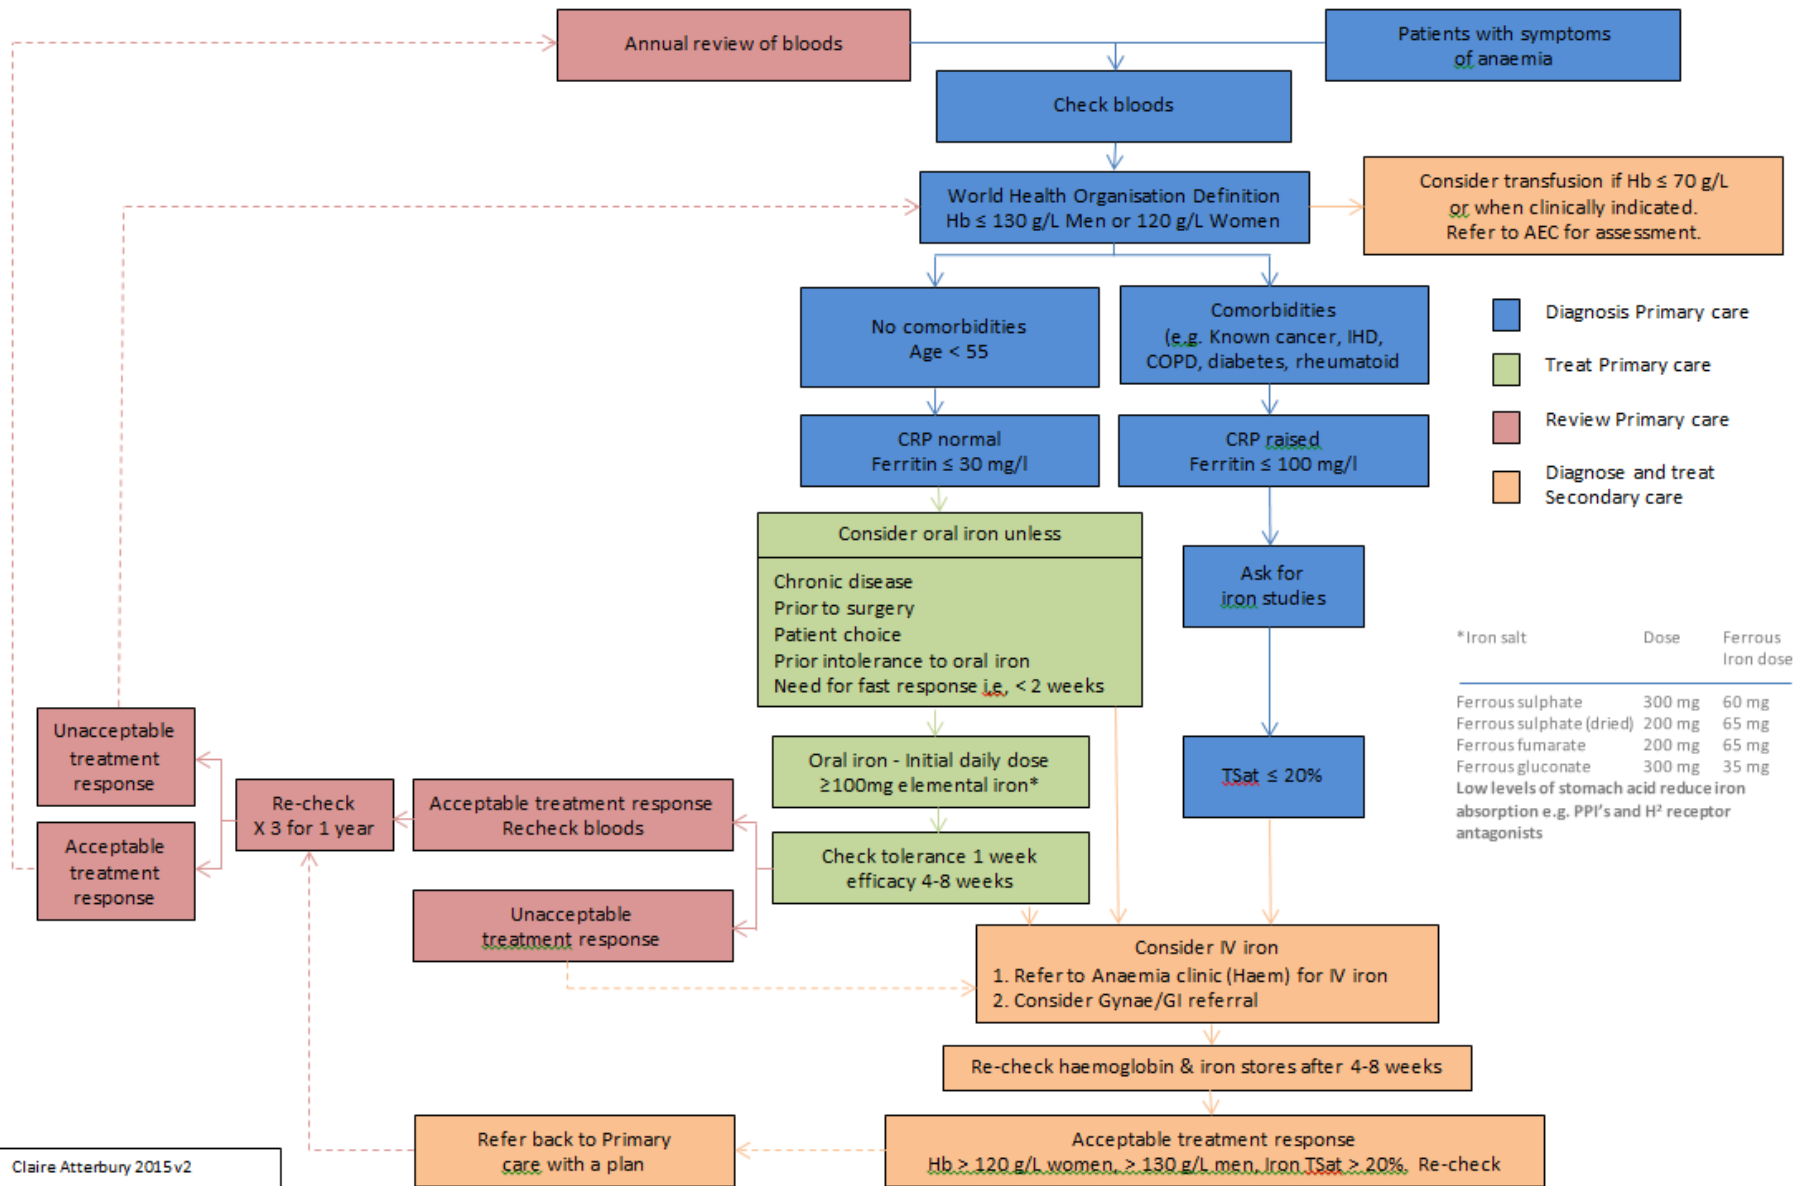 Annual review of bloods
Patients with symptoms
of anaemia
Check bloods
World Health Organisation Definition
Hb ≤ 130 g/L Men or 120 g/L Women
Consider transfusion if Hb ≤ 70 g/L
or when clinically indicated.
Refer to AEC for assessment.
No comorbidities
Age < 55
Comorbidities
(e.g. Known cancer, IHD,
COPD, diabetes, rheumatoid
Diagnosis Primary care
Treat Primary care
Review Primary care
Diagnose and treat
Secondary care
CRP normal
Ferritin ≤ 30 mg/l
CRP raised
Ferritin ≤ 100 mg/l
Consider oral iron unless
Chronic disease
Prior to surgery
Patient choice
Prior intolerance to oral iron
Need for fast response i.e. < 2 weeks
Ask for
iron studies
*Iron salt Dose Ferrous
Iron dose
Ferrous sulphate 300 mg 60 mg
Ferrous sulphate (dried) 200 mg 65 mg
Ferrous fumarate 200 mg 65 mg
Ferrous gluconate 300 mg 35 mg
Low levels of stomach acid reduce iron
absorption e.g. PPI's and H² receptor
antagonists
Unacceptable
treatment
response
Acceptable
treatment
response
Re-check
X 3 for 1 year
Acceptable treatment response
Recheck bloods
Unacceptable
treatment response
Oral iron - Initial daily dose
≥100mg elemental iron*
Check tolerance 1 week
efficacy 4-8 weeks
TSat ≤ 20%
Consider IV iron
1. Refer to Anaemia clinic (Haem) for IV iron
2. Consider Gynae/GI referral
Re-check haemoglobin & iron stores after 4-8 weeks
Acceptable treatment response
Hb > 120 g/L women, > 130 g/L men, Iron TSat > 20%. Re-check
Refer back to Primary
care with a plan
Claire Atterbury 2015 v2